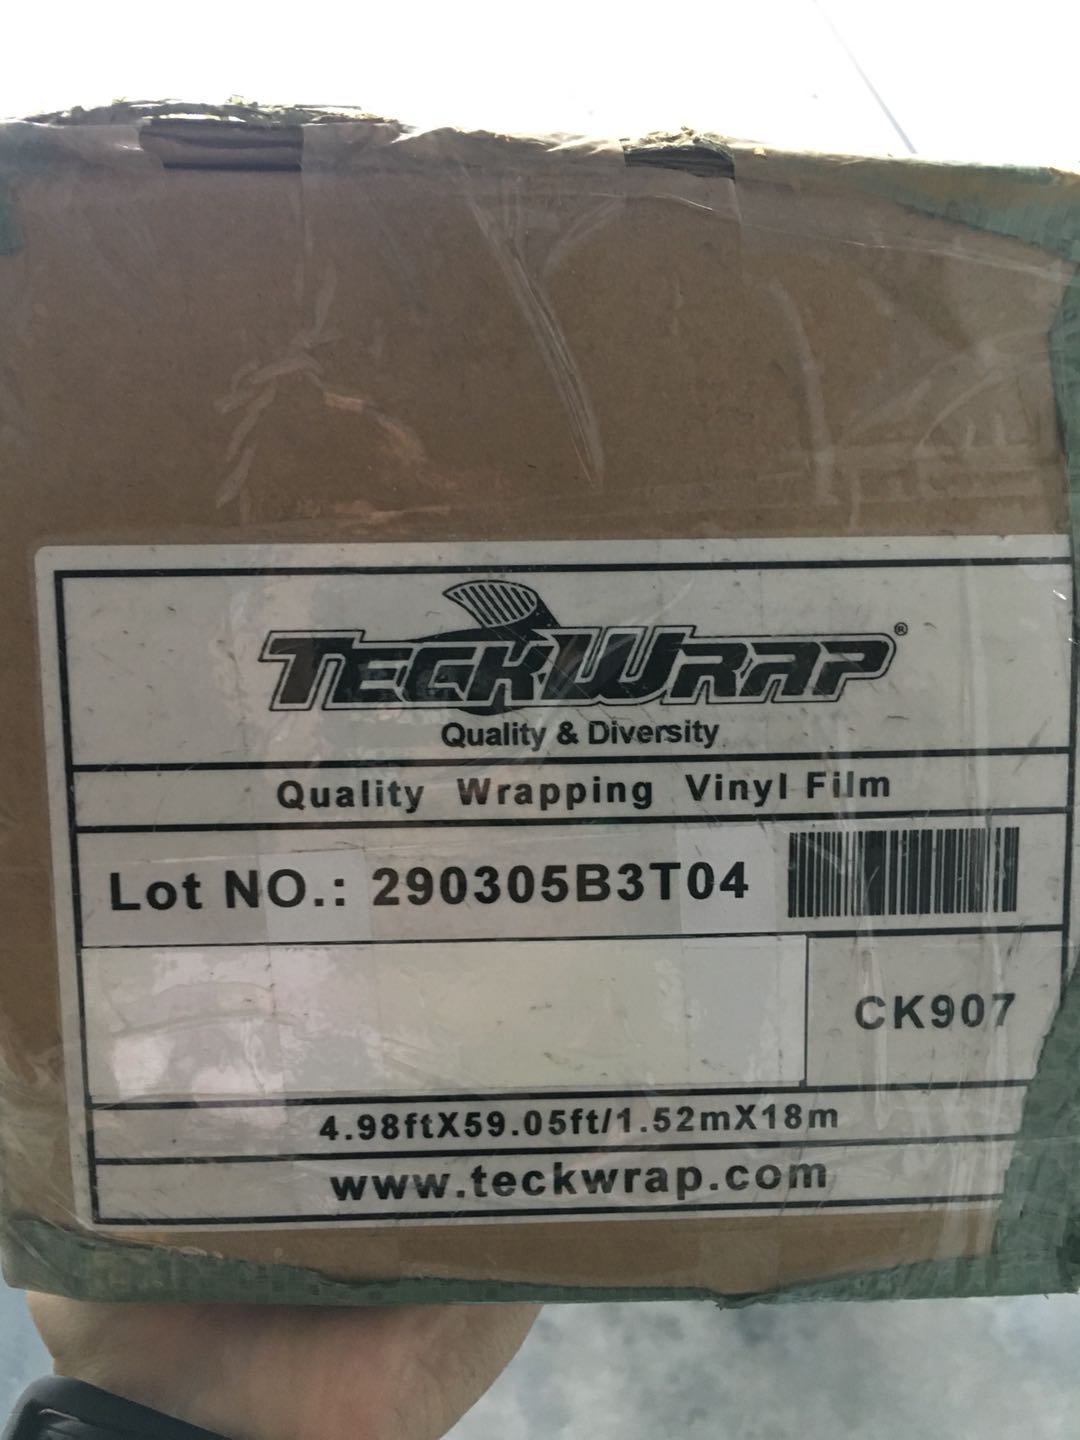 TECKWRAP®
Quality & Diversity
Quality Wrapping Vinyl Film
Lot NO.: 290305B3T04
CK907
4.98ftX59.05ft/1.52mX18m
www.teckwrap.com